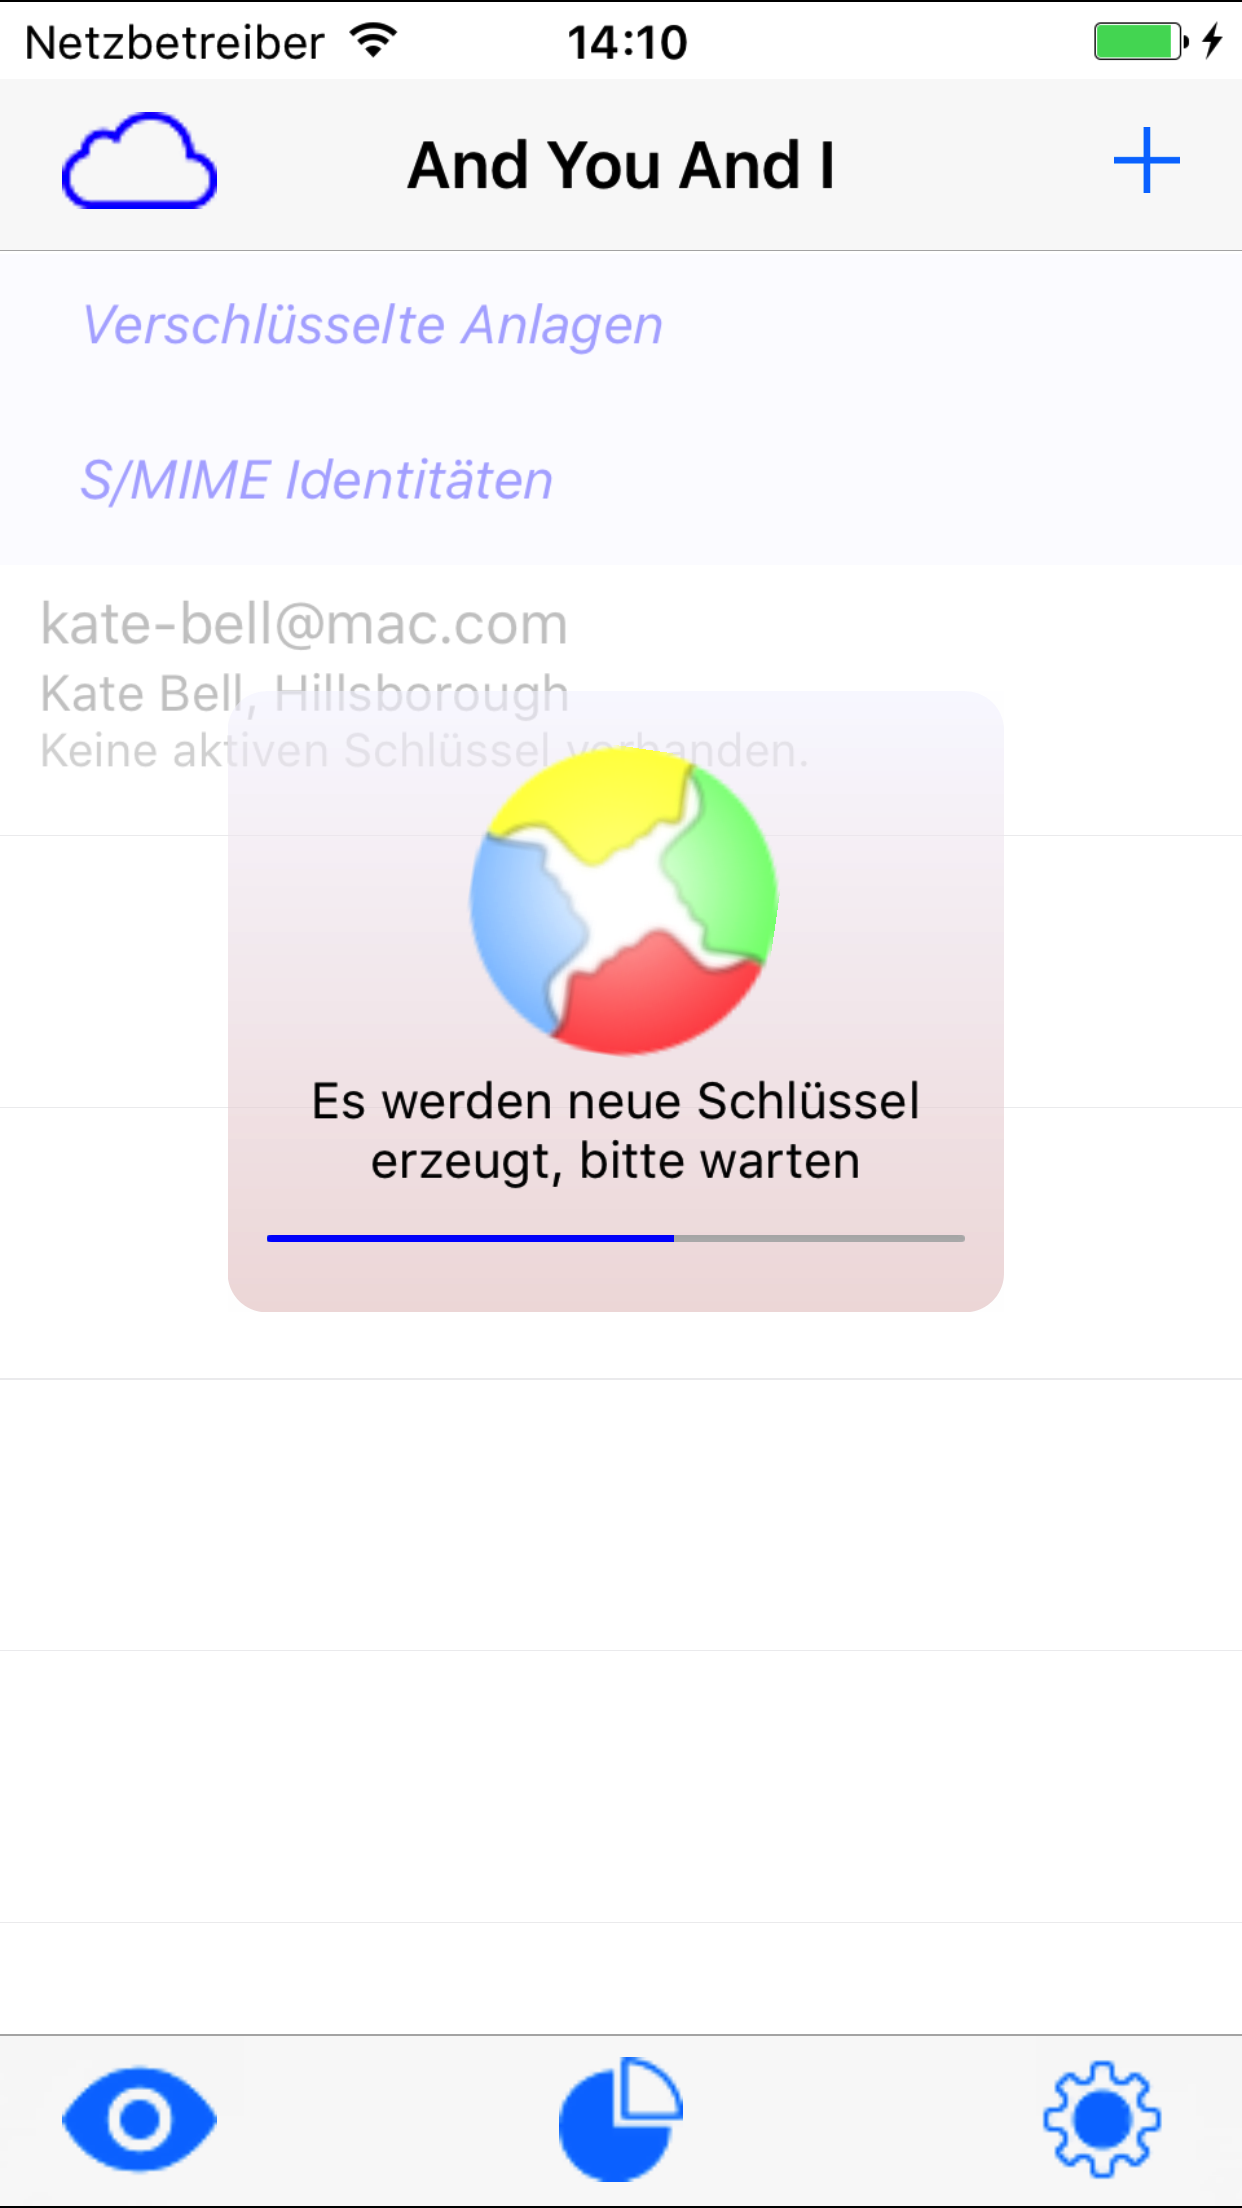 Netzbetreiber 14:10
And You And I
Verschlüsselte Anlagen
S/MIME Identitäten
kate-bell@mac.com
Kate Bell, Hillsborough
Keine aktiven Schlüssel vorhanden.
Es werden neue Schlüssel
erzeugt, bitte warten